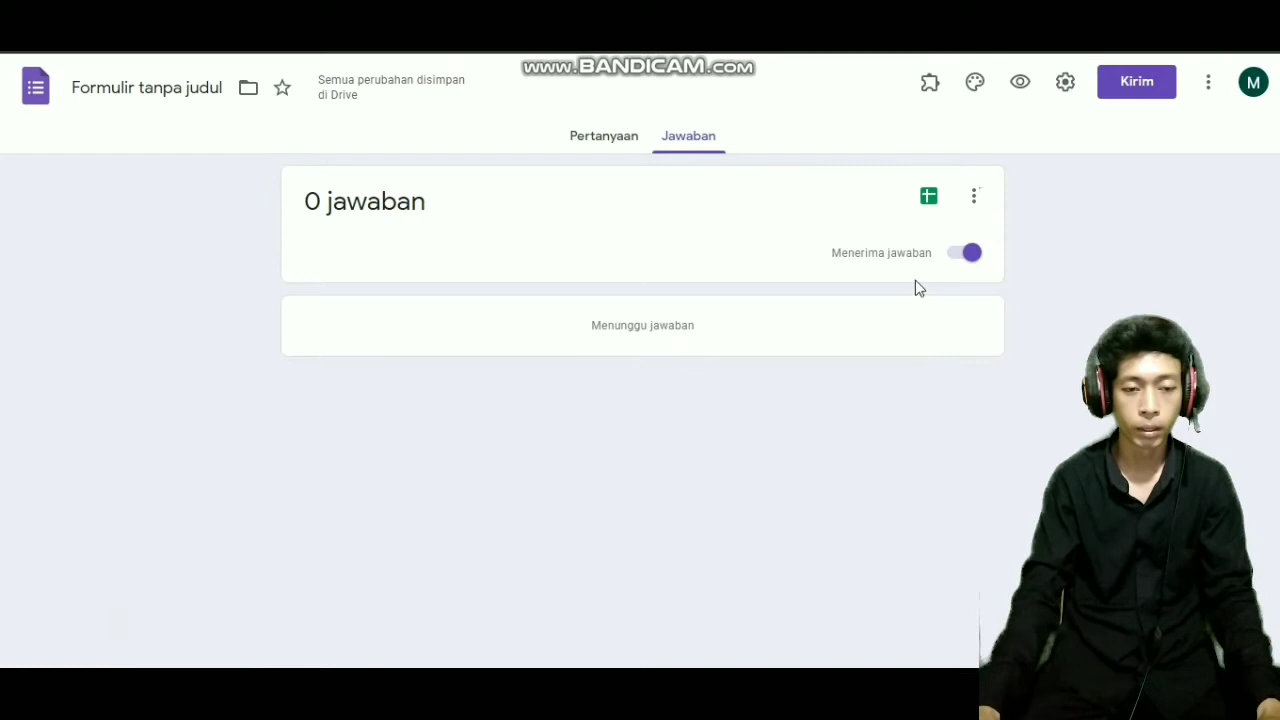 www.BANDICAM.com
Formulir tanpa judul
Semua perubahan disimpan
di Drive
Kirim
M
Pertanyaan
Jawaban
0 jawaban
Menerima jawaban
Menunggu jawaban